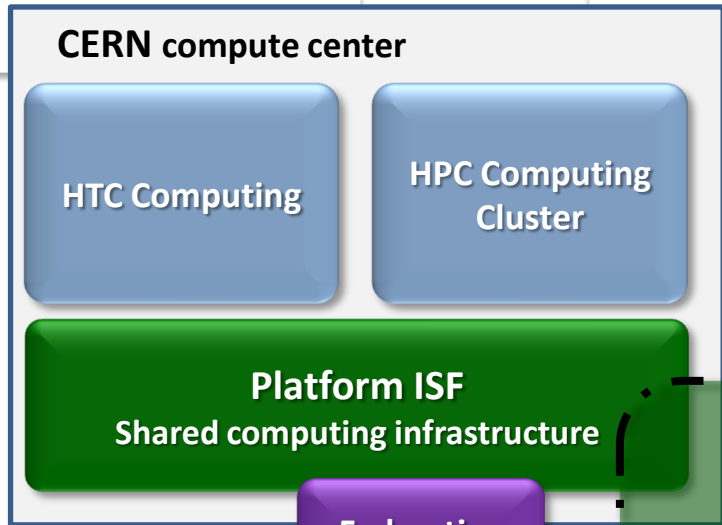 CERN compute center
HTC Computing
HPC Computing
Cluster
Platform ISF
Shared computing infrastructure